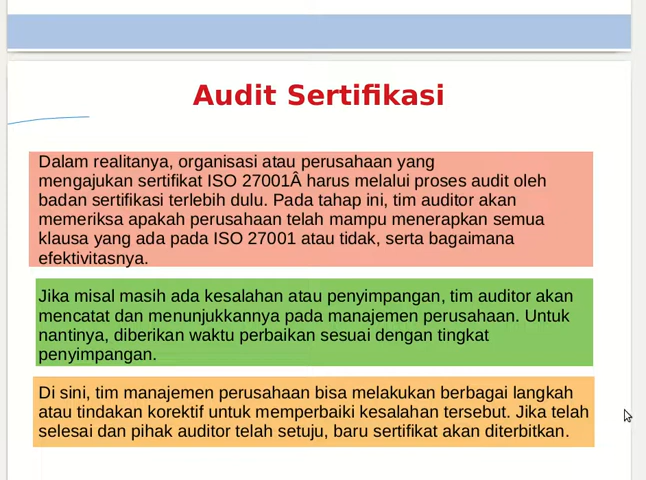 Audit Sertifikasi
Dalam realitanya, organisasi atau perusahaan yang
mengajukan sertifikat ISO 27001Â harus melalui proses audit oleh
badan sertifikasi terlebih dulu. Pada tahap ini, tim auditor akan
memeriksa apakah perusahaan telah mampu menerapkan semua
klausa yang ada pada ISO 27001 atau tidak, serta bagaimana
efektivitasnya.
Jika misal masih ada kesalahan atau penyimpangan, tim auditor akan
mencatat dan menunjukkannya pada manajemen perusahaan. Untuk
nantinya, diberikan waktu perbaikan sesuai dengan tingkat
penyimpangan.
Di sini, tim manajemen perusahaan bisa melakukan berbagai langkah
atau tindakan korektif untuk memperbaiki kesalahan tersebut. Jika telah
selesai dan pihak auditor telah setuju, baru sertifikat akan diterbitkan.